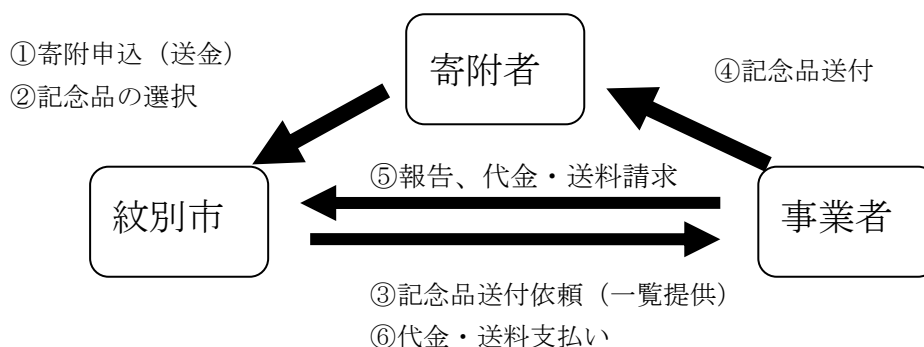 ①寄附申込（送金）
②記念品の選択
寄附者
④記念品送付
⑤報告、代金・送料請求
紋別市
事業者
③記念品送付依頼（一覧提供）
⑥代金・送料支払い